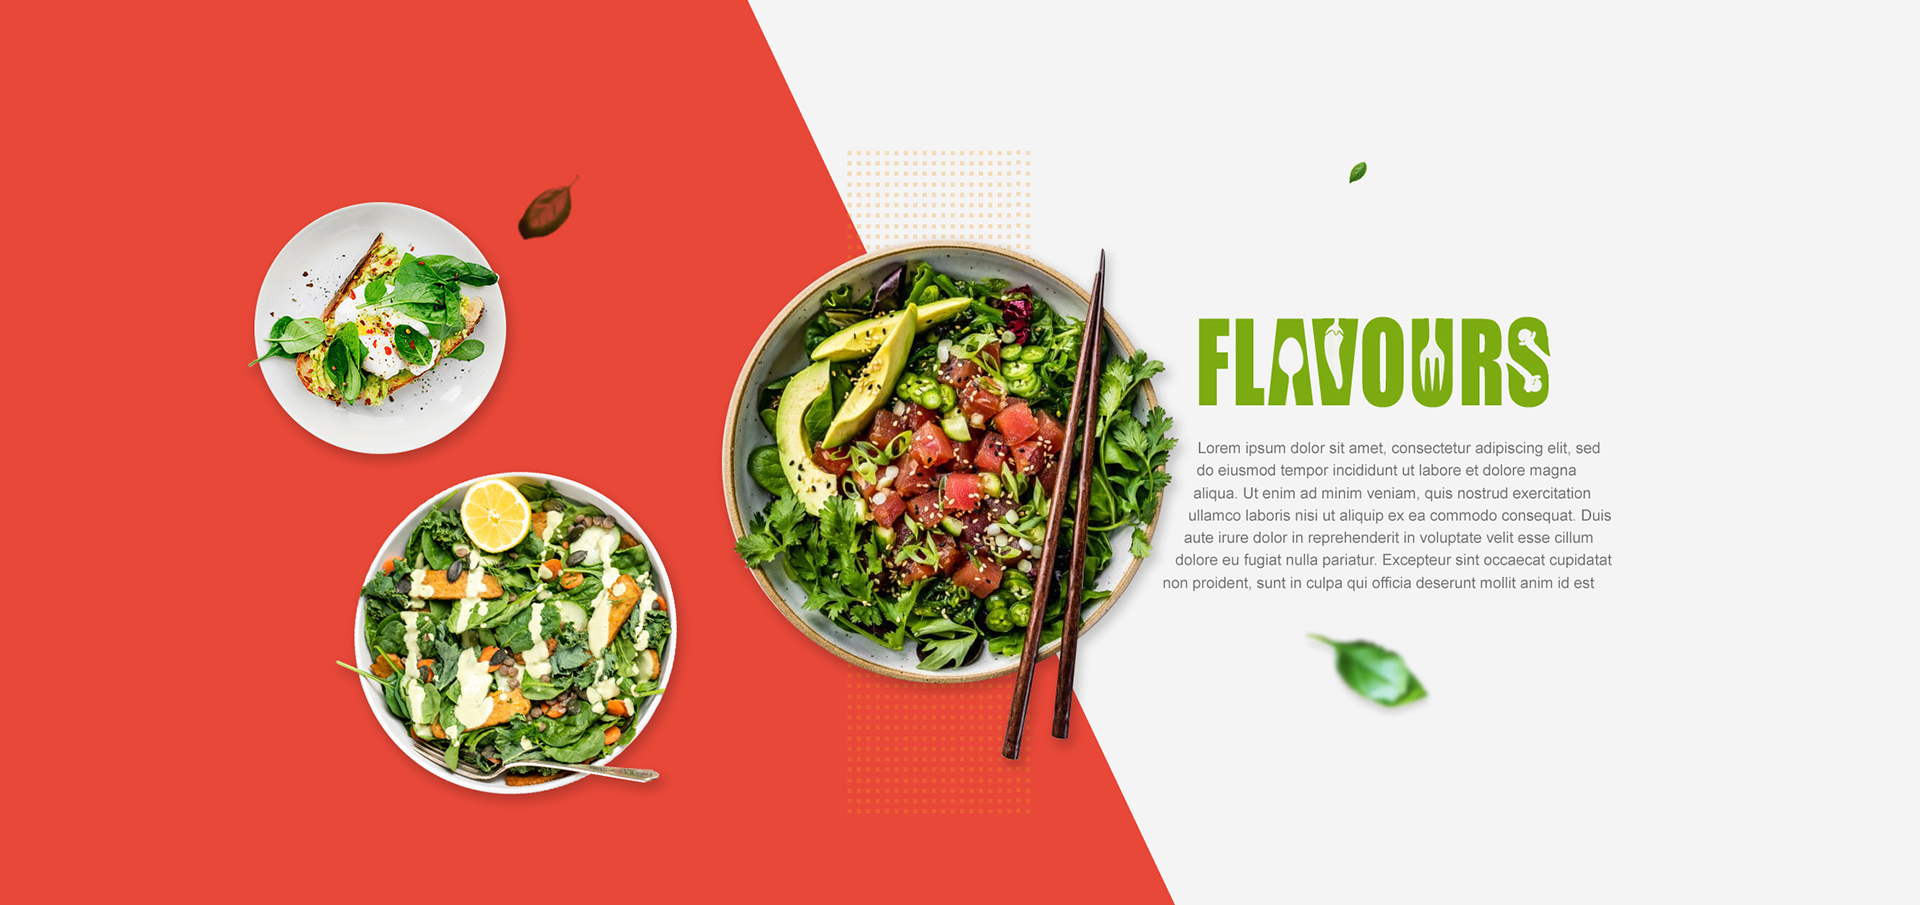 FLAVOURS
Lorem ipsum dolor sit amet, consectetur adipiscing elit, sed
do eiusmod tempor incididunt ut labore et dolore magna
aliqua. Ut enim ad minim veniam, quis nostrud exercitation
ullamco laboris nisi ut aliquip ex ea commodo consequat. Duis
aute irure dolor in reprehenderit in voluptate velit esse cillum
dolore eu fugiat nulla pariatur. Excepteur sint occaecat cupidatat
non proident, sunt in culpa qui officia deserunt mollit anim id est